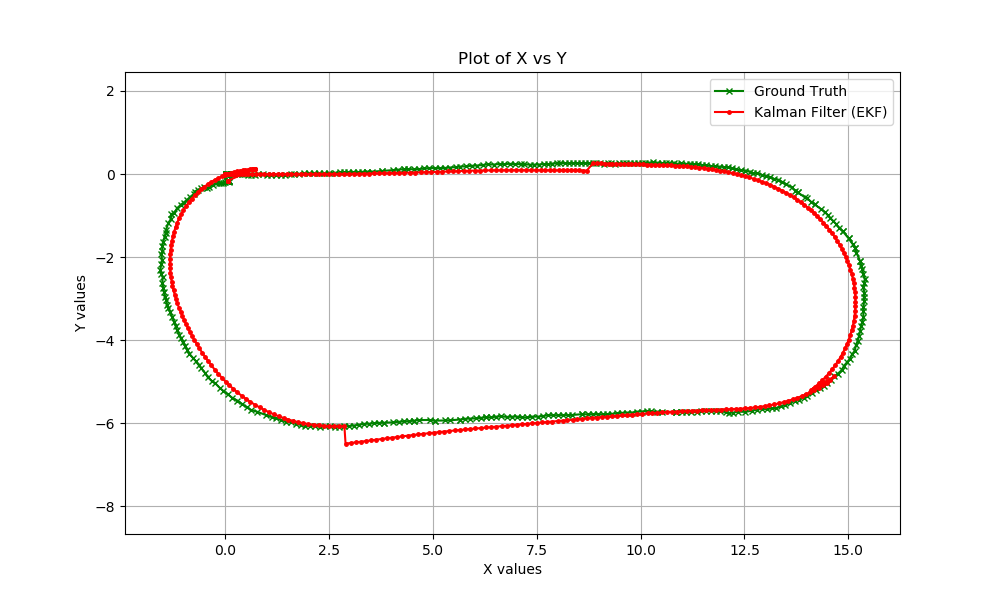 Plot of X vs Y
Ground Truth
Kalman Filter (EKF)
2
0
−2
−4
−6
−8
Y values
0.0 2.5 5.0 7.5 10.0 12.5 15.0
X values